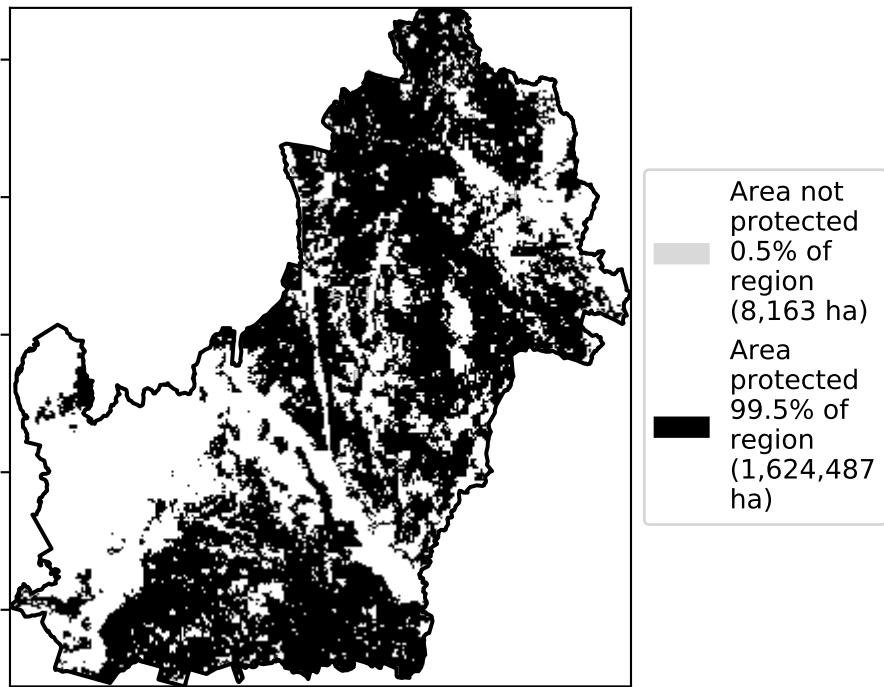 Area not
protected
0.5% of
region
(8,163 ha)
Area
protected
99.5% of
region
(1,624,487
ha)